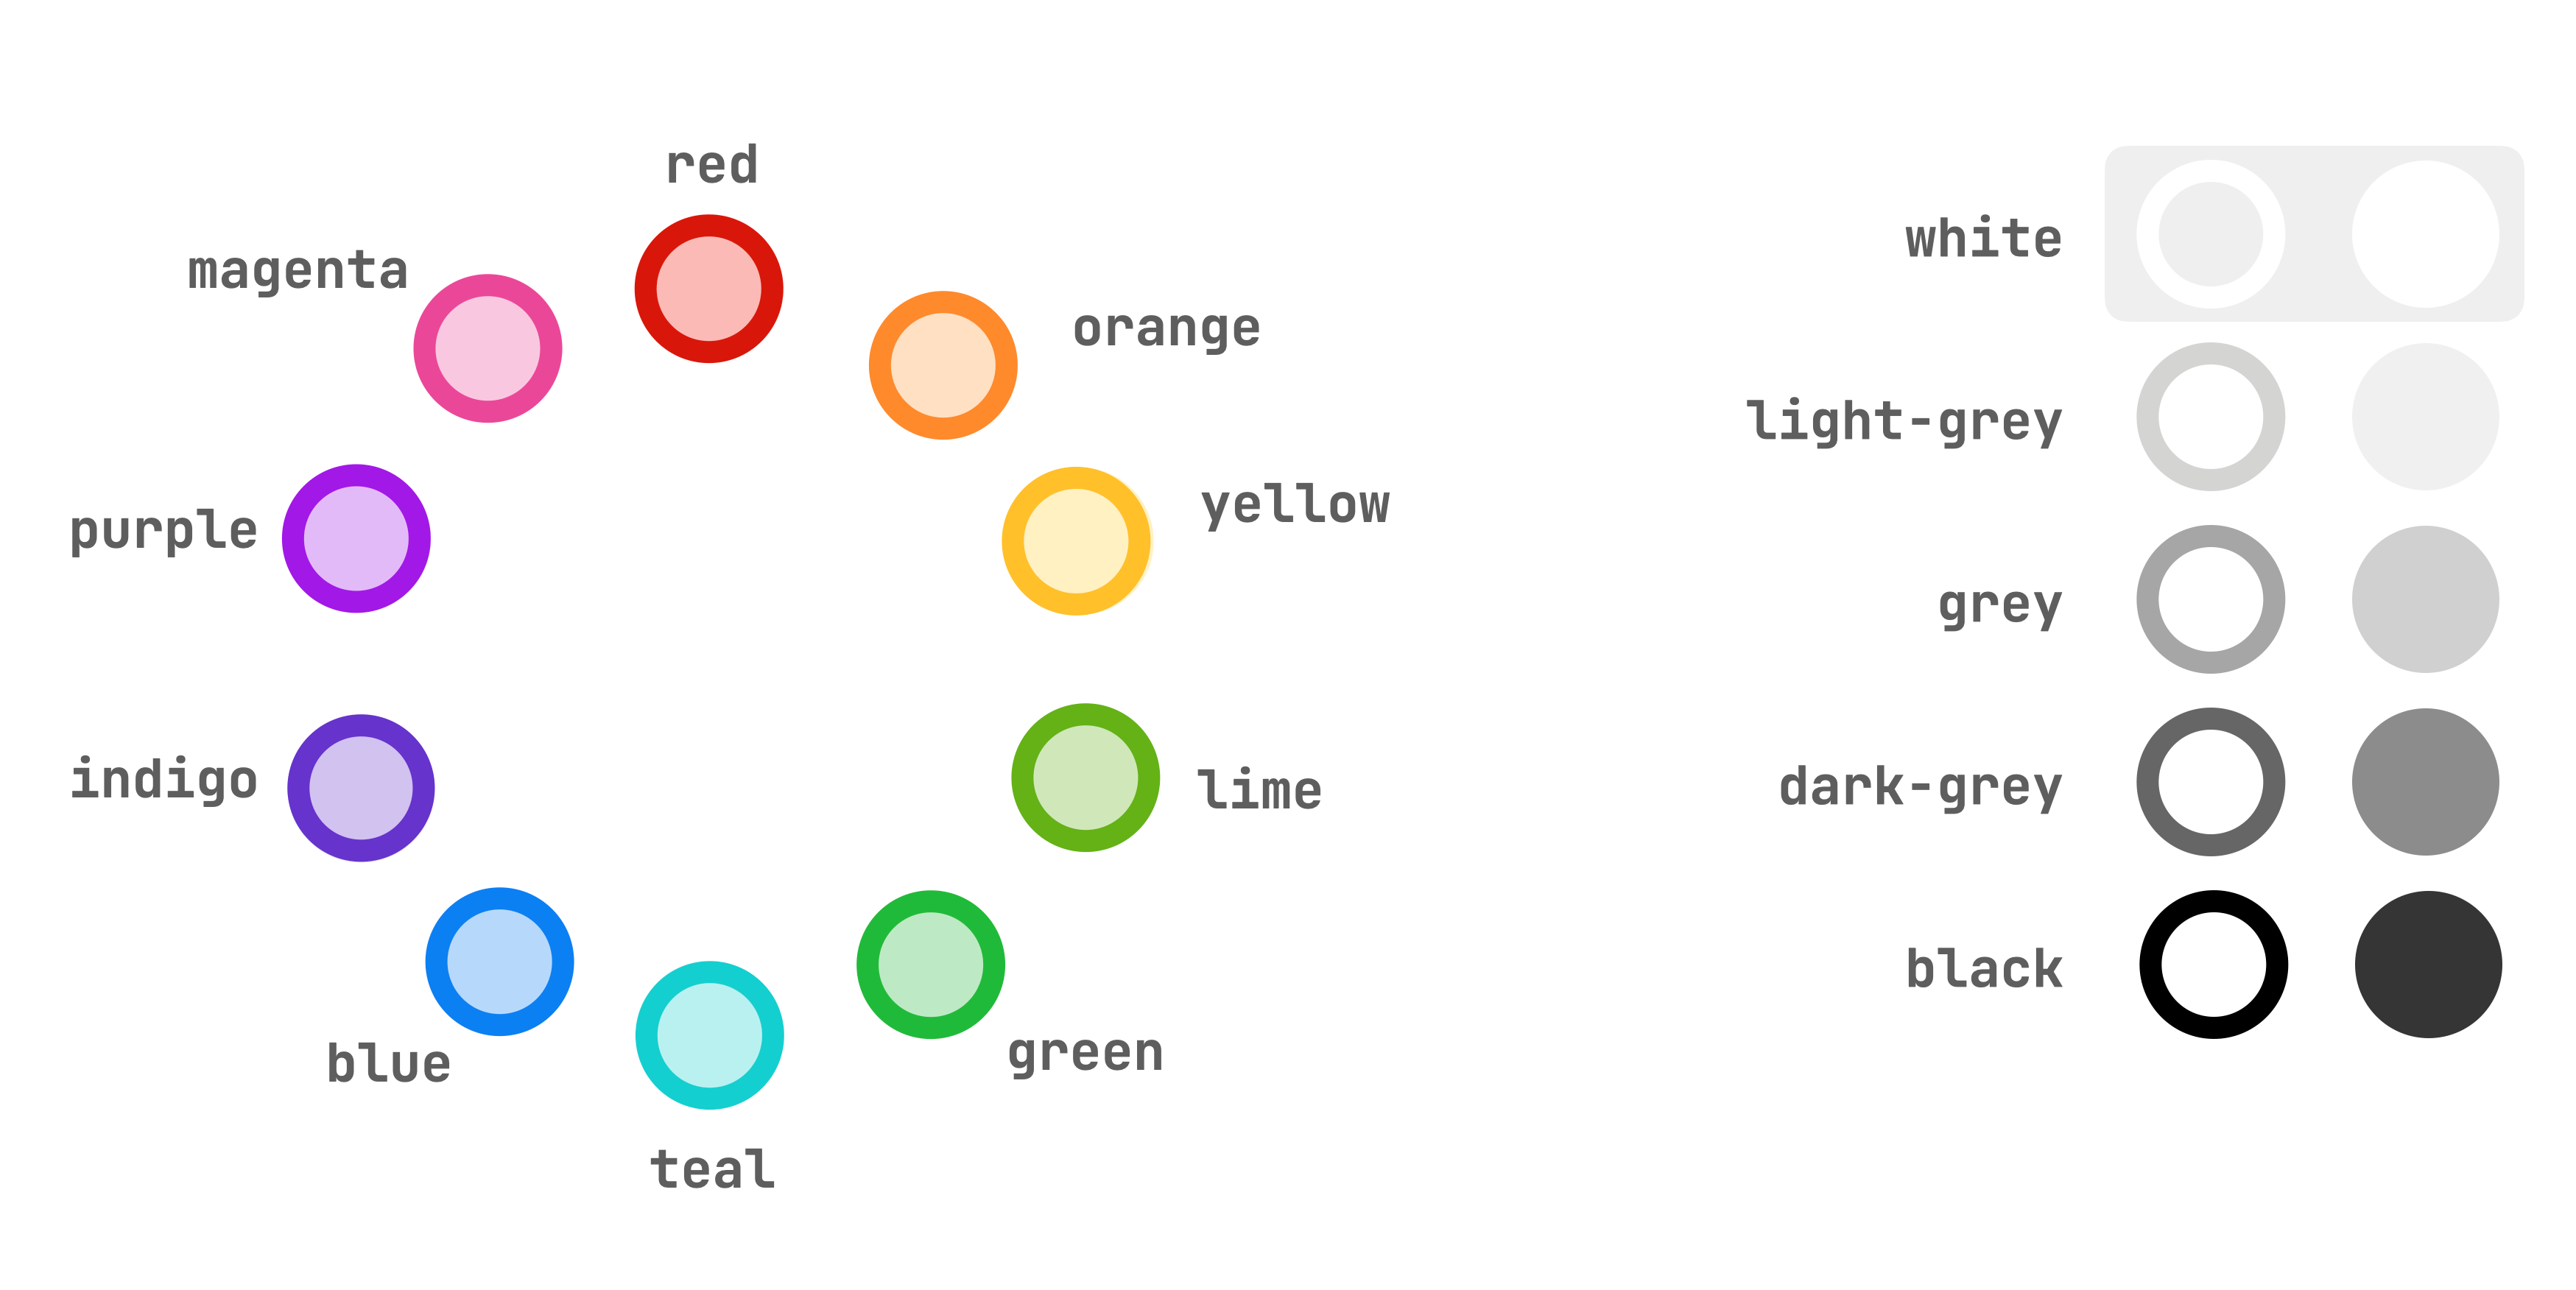 red
magenta
orange
yellow
purple
indigo
lime
blue
green
teal
white
light-grey
grey
dark-grey
black